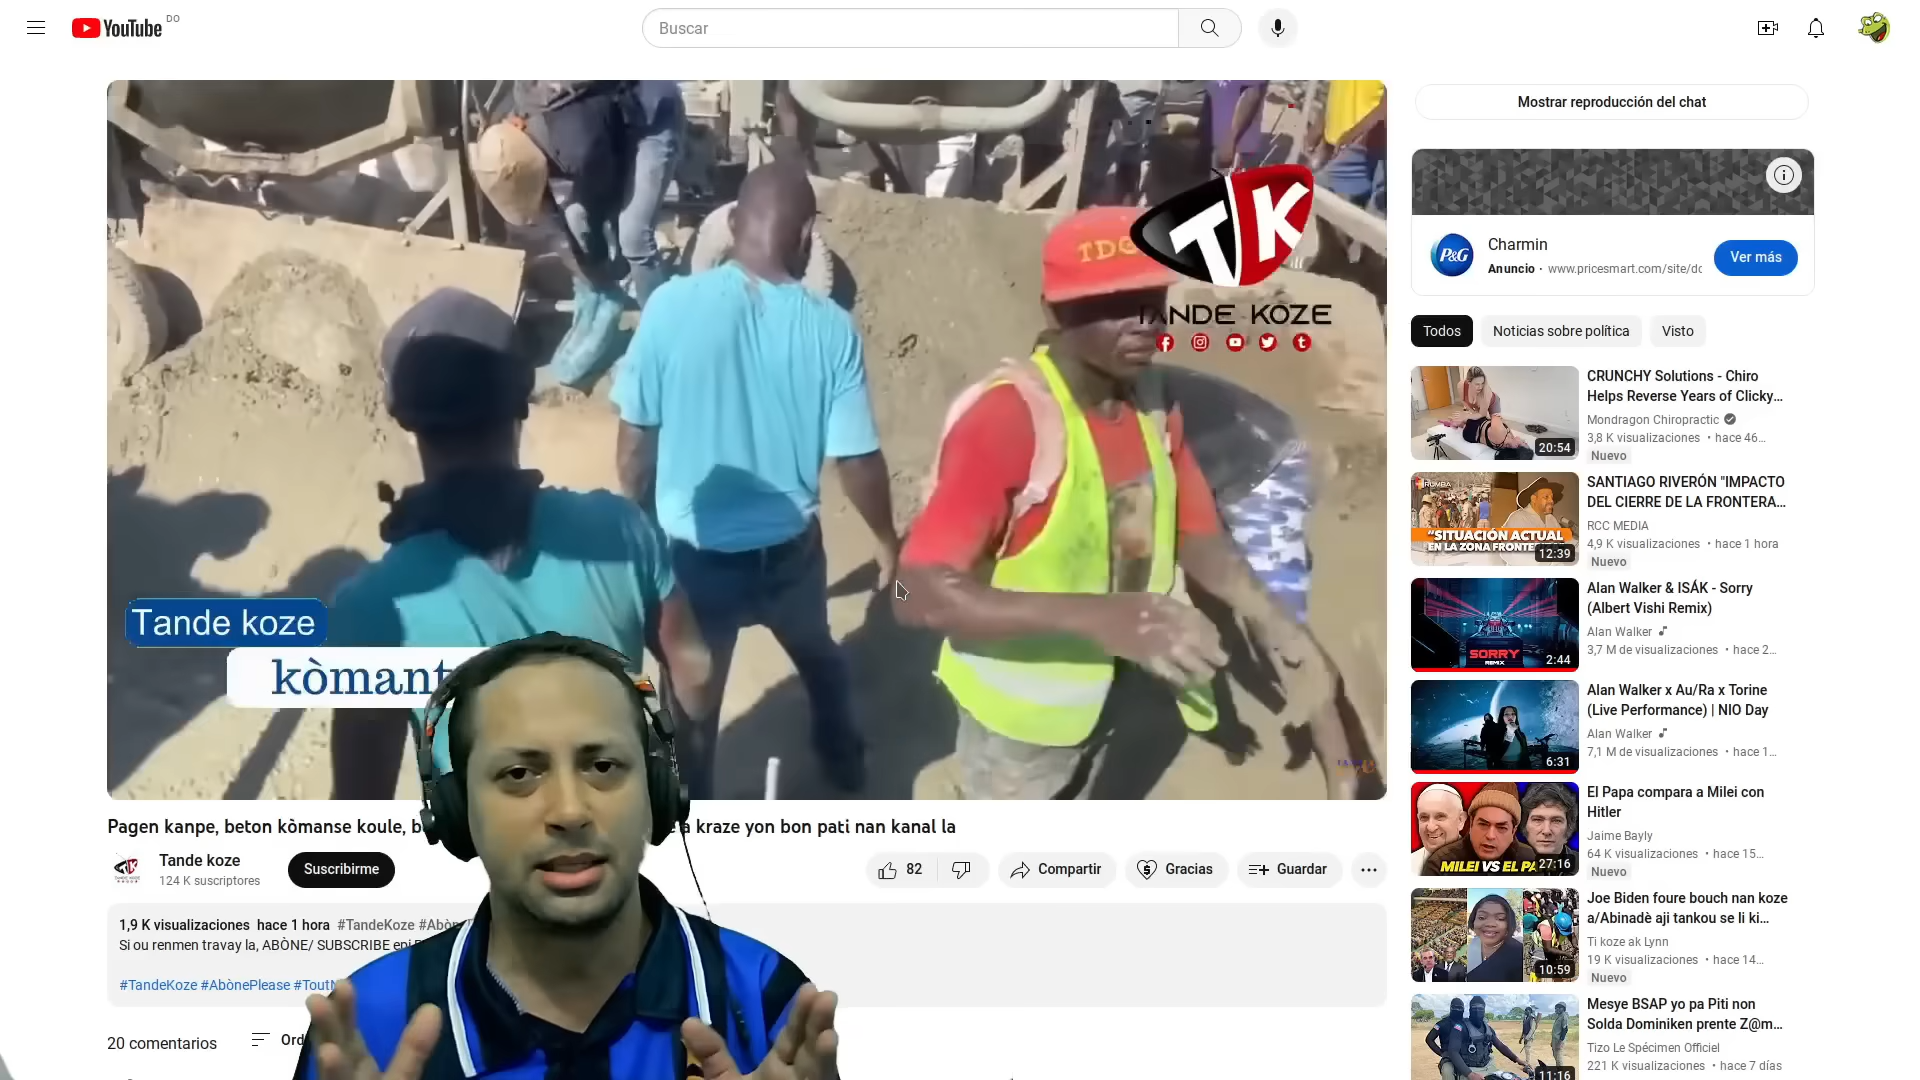 YouTube DO
Buscar
TDG
TK
TANDE KOZE
Tande koze
kòmant
Pagen kanpe, beton kòmanse koule,
a kraze yon bon pati nan kanal la
Tande koze
124 K suscriptores
Suscribirme
82
Compartir
Gracias
Guardar
1,9 K visualizaciones hace 1 hora #TandeKoze
Si ou renmen travay la, ABÒNE/ SUBSCRIBE epi
#TandeKoze #AbònPlease
20 comentarios
Mostrar reproducción del chat
P&G
Charmin
Anuncio · www.pricesmart.com/site/do
Ver más
Todos
Noticias sobre política
Visto
20:54
CRUNCHY Solutions - Chiro
Helps Reverse Years of Clicky…
Mondragon Chiropractic
3,8 K visualizaciones • hace 46…
Nuevo
"SITUACIÓN ACTUAL
12:39
SANTIAGO RIVERÓN "IMPACTO
DEL CIERRE DE LA FRONTERA…
RCC MEDIA
4,9 K visualizaciones • hace 1 hora
Nuevo
SORRY
REMIX
2:44
Alan Walker & ISÁK - Sorry
(Albert Vishi Remix)
Alan Walker
3,7 M de visualizaciones • hace 2…
6:31
Alan Walker x Au/Ra x Torine
(Live Performance) | NIO Day
Alan Walker
7,1 M de visualizaciones • hace 1…
MILEI VS EL PA
27:16
El Papa compara a Milei con
Hitler
Jaime Bayly
64 K visualizaciones • hace 15…
Nuevo
10:59
Joe Biden foure bouch nan koze
a/Abinadè aji tankou se li ki…
Ti koze ak Lynn
19 K visualizaciones • hace 14…
Nuevo
11:16
Mesye BSAP yo pa Piti non
Solda Dominiken prente Z@m…
Tizo Le Spécimen Officiel
221 K visualizaciones • hace 7 días